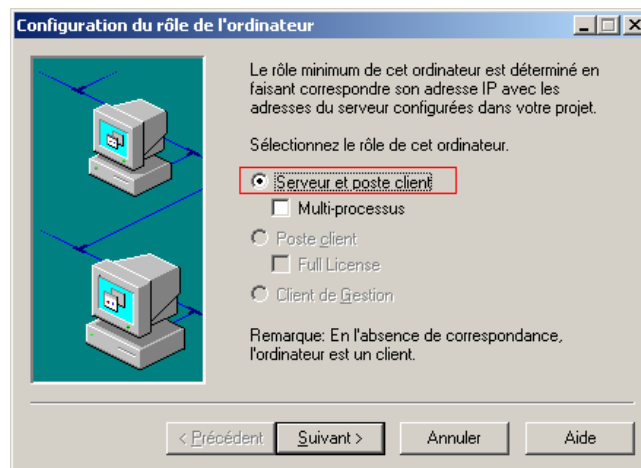 Configuration du rôle de l'ordinateur
Le rôle minimum de cet ordinateur est déterminé en
faisant correspondre son adresse IP avec les
adresses du serveur configurées dans votre projet.
Sélectionnez le rôle de cet ordinateur.
Serveur et poste client
Multi-processus
Poste client
Full License
Client de Gestion
Remarque: En l'absence de correspondance,
l'ordinateur est un client.
< Précédent Suivant > Annuler Aide